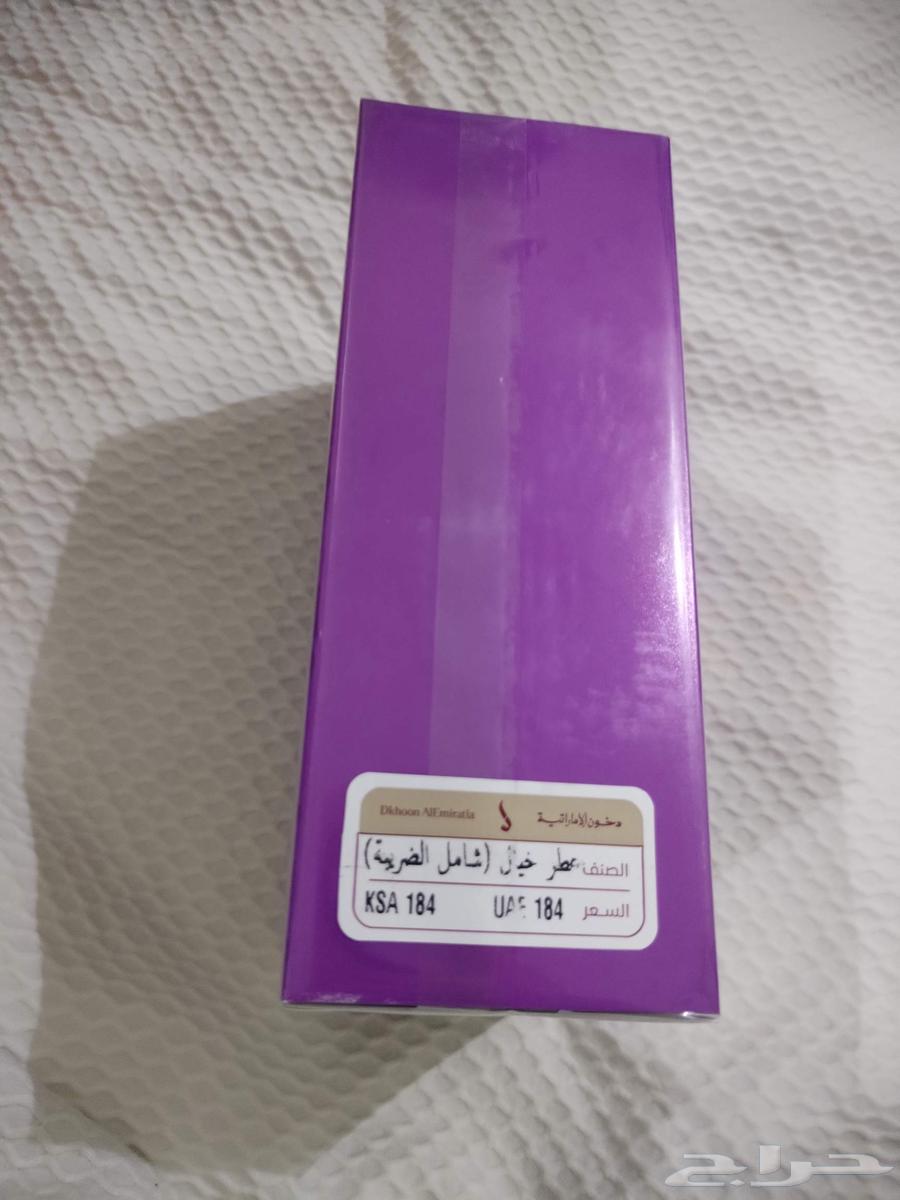 Dkhoon AlEmiratia دخون الإماراتية
الصنف عطر خيال (شامل الضريبة)
السعر UAE 184 KSA 184
حراج